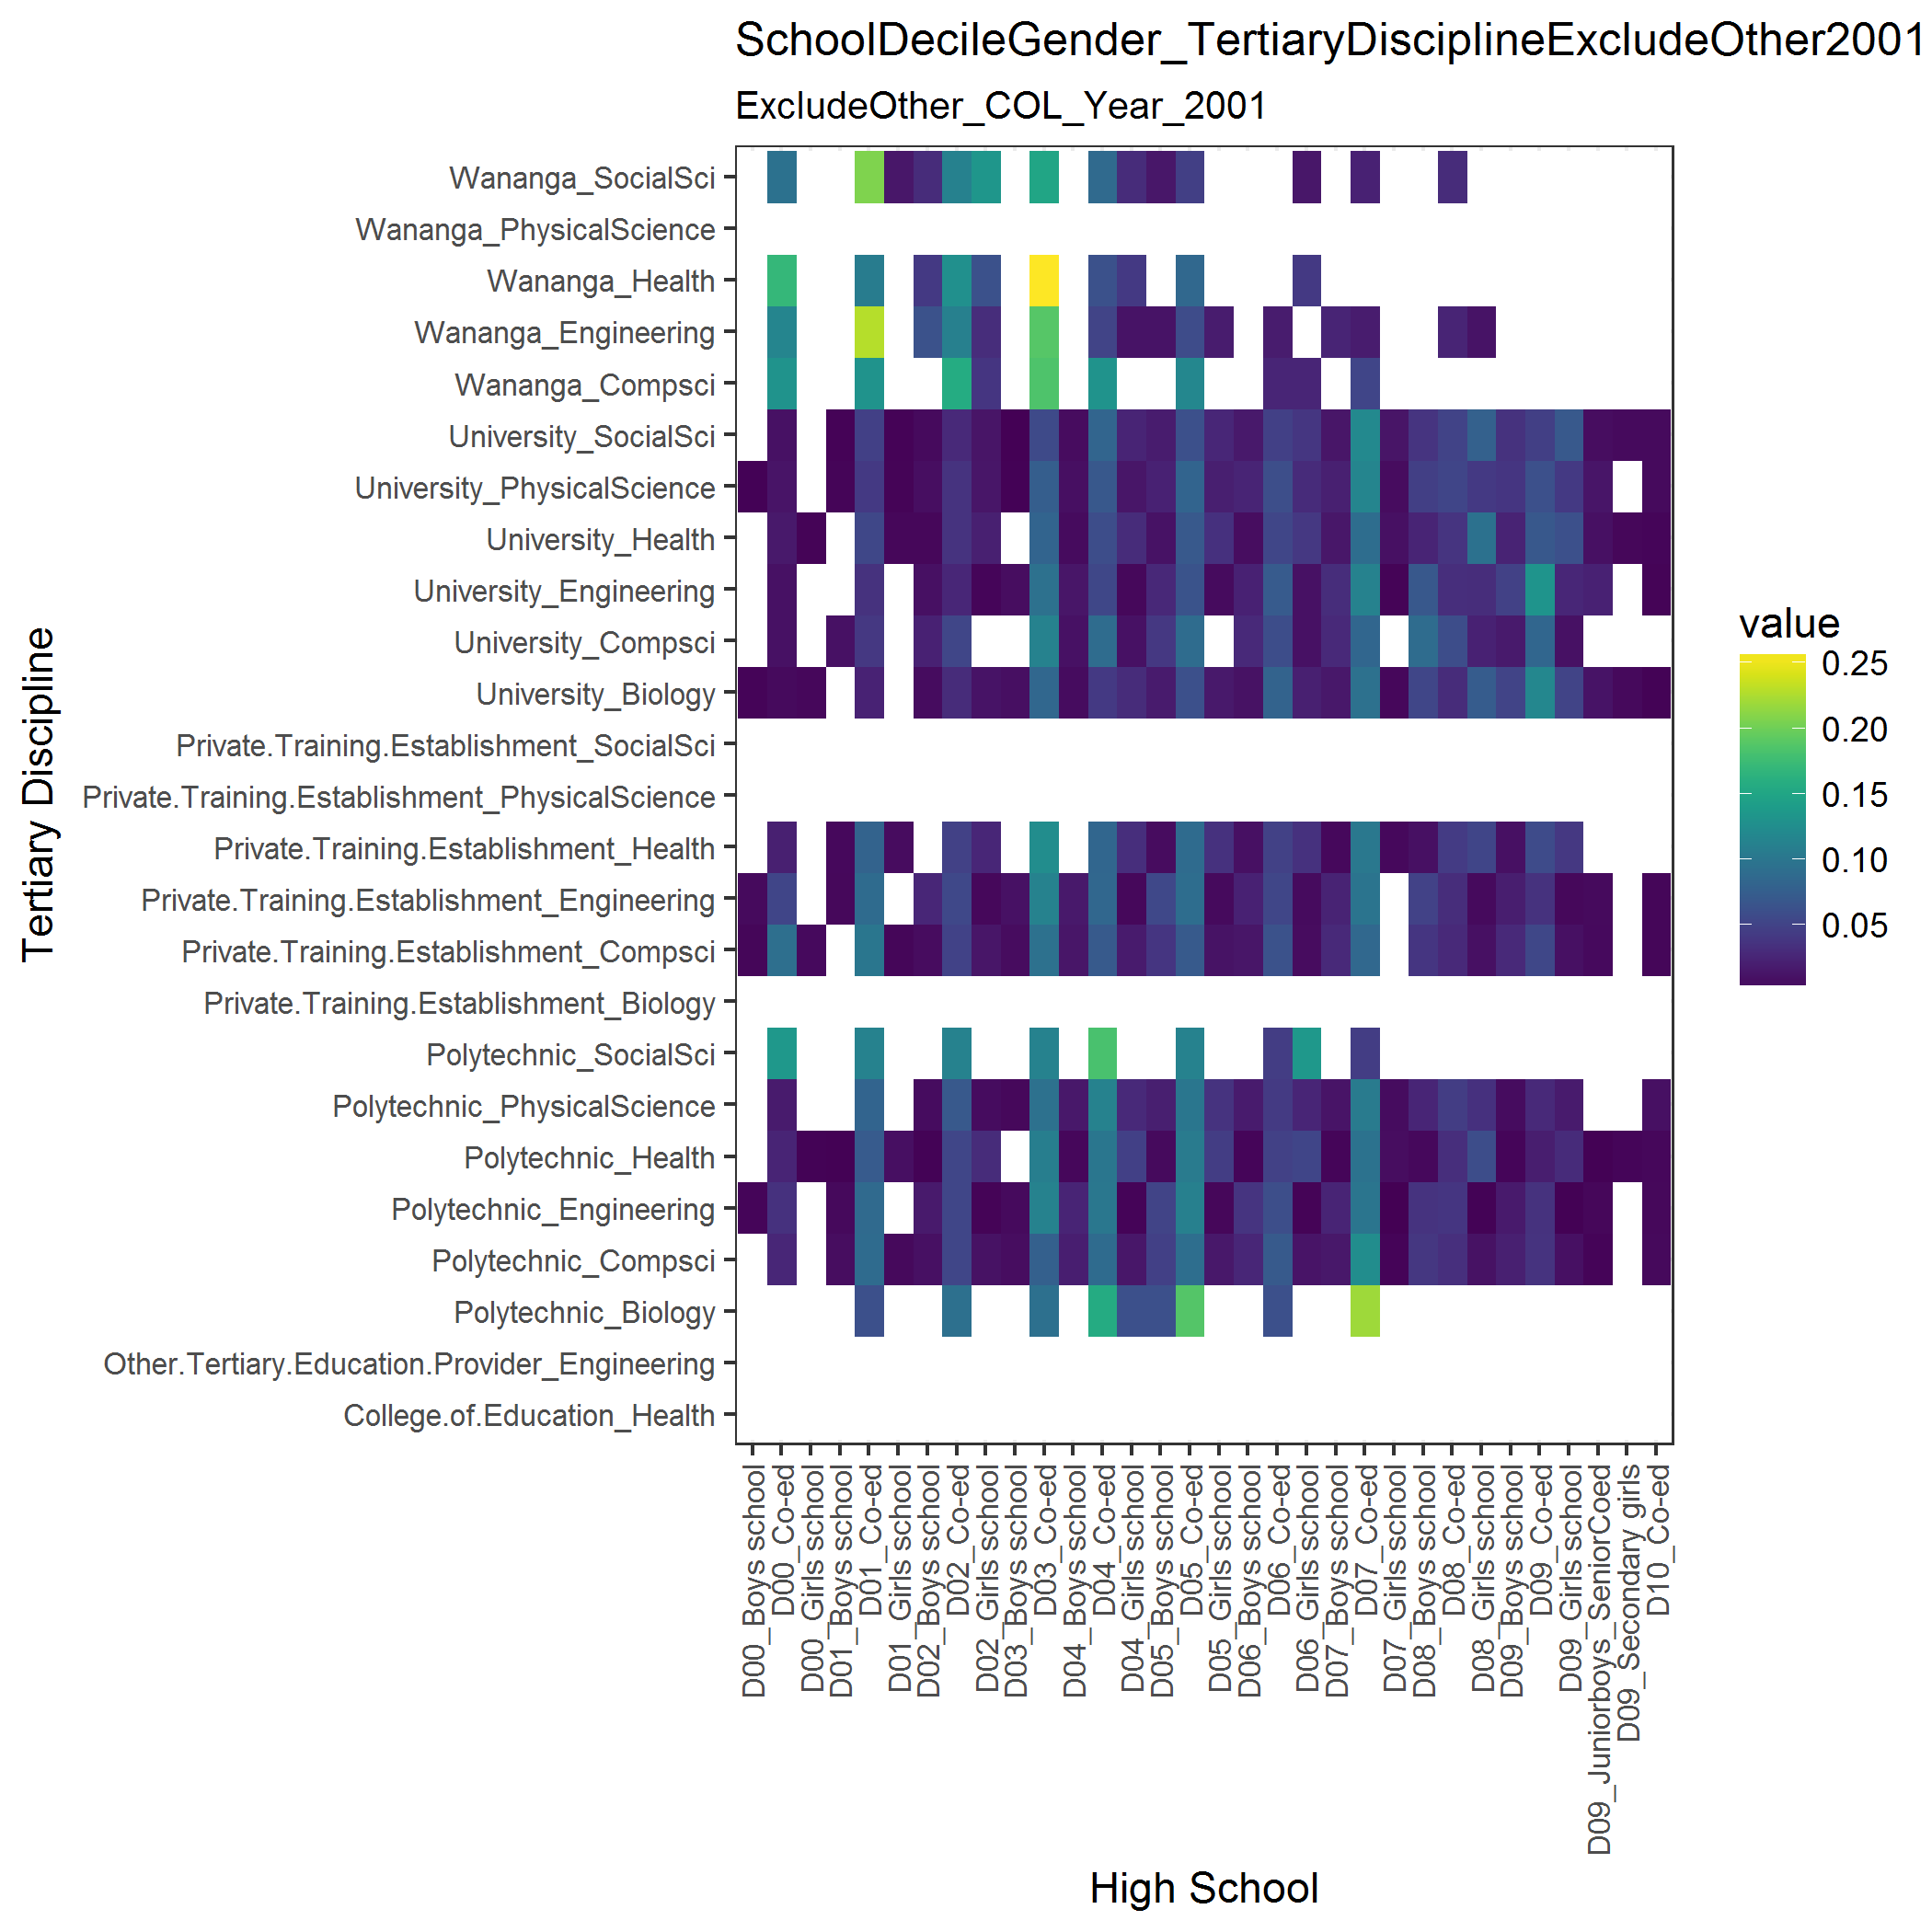 SchoolDecileGender_TertiaryDisciplineExcludeOther2001
ExcludeOther_COL_Year_2001
Tertiary Discipline
Wananga_SocialSci
Wananga_PhysicalScience
Wananga_Health
Wananga_Engineering
Wananga_Compsci
University_SocialSci
University_PhysicalScience
University_Health
University_Engineering
University_Compsci
University_Biology
Private.Training.Establishment_SocialSci
Private.Training.Establishment_PhysicalScience
Private.Training.Establishment_Health
Private.Training.Establishment_Engineering
Private.Training.Establishment_Compsci
Private.Training.Establishment_Biology
Polytechnic_SocialSci
Polytechnic_PhysicalScience
Polytechnic_Health
Polytechnic_Engineering
Polytechnic_Compsci
Polytechnic_Biology
Other.Tertiary.Education.Provider_Engineering
College.of.Education_Health
D00_Boys school
D00_Co-ed
D00_Girls school
D01_Boys school
D01_Co-ed
D01_Girls school
D02_Boys school
D02_Co-ed
D02_Girls school
D03_Boys school
D03_Co-ed
D04_Boys school
D04_Co-ed
D04_Girls school
D05_Boys school
D05_Co-ed
D05_Girls school
D06_Boys school
D06_Co-ed
D06_Girls school
D07_Boys school
D07_Co-ed
D07_Girls school
D08_Boys school
D08_Co-ed
D08_Girls school
D09_Boys school
D09_Co-ed
D09_Girls school
D09_Juniorboys_SeniorCoed
D09_Secondary girls
D10_Co-ed
High School
value
0.25
0.20
0.15
0.10
0.05